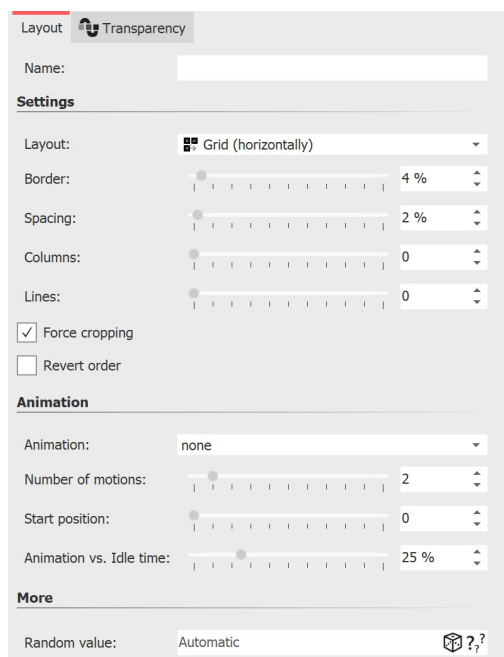 Layout Transparency
Name:
Settings
Layout: Grid (horizontally)
Border: 4 %
Spacing: 2 %
Columns: 0
Lines: 0
Force cropping
Revert order
Animation
Animation: none
Number of motions: 2
Start position: 0
Animation vs. Idle time: 25 %
More
Random value: Automatic ???